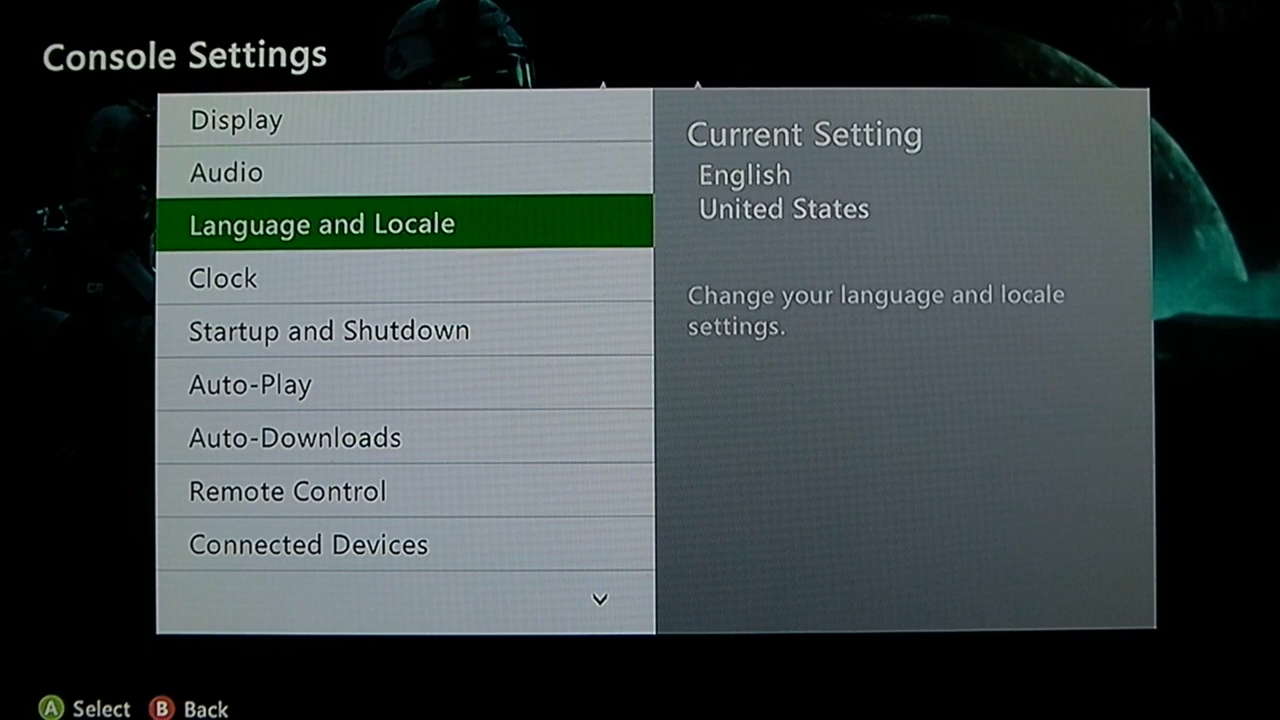 Console Settings
Display
Audio
Language and Locale
Clock
Startup and Shutdown
Auto-Play
Auto-Downloads
Remote Control
Connected Devices
Current Setting
English
United States
Change your language and locale
settings.
A Select B Back